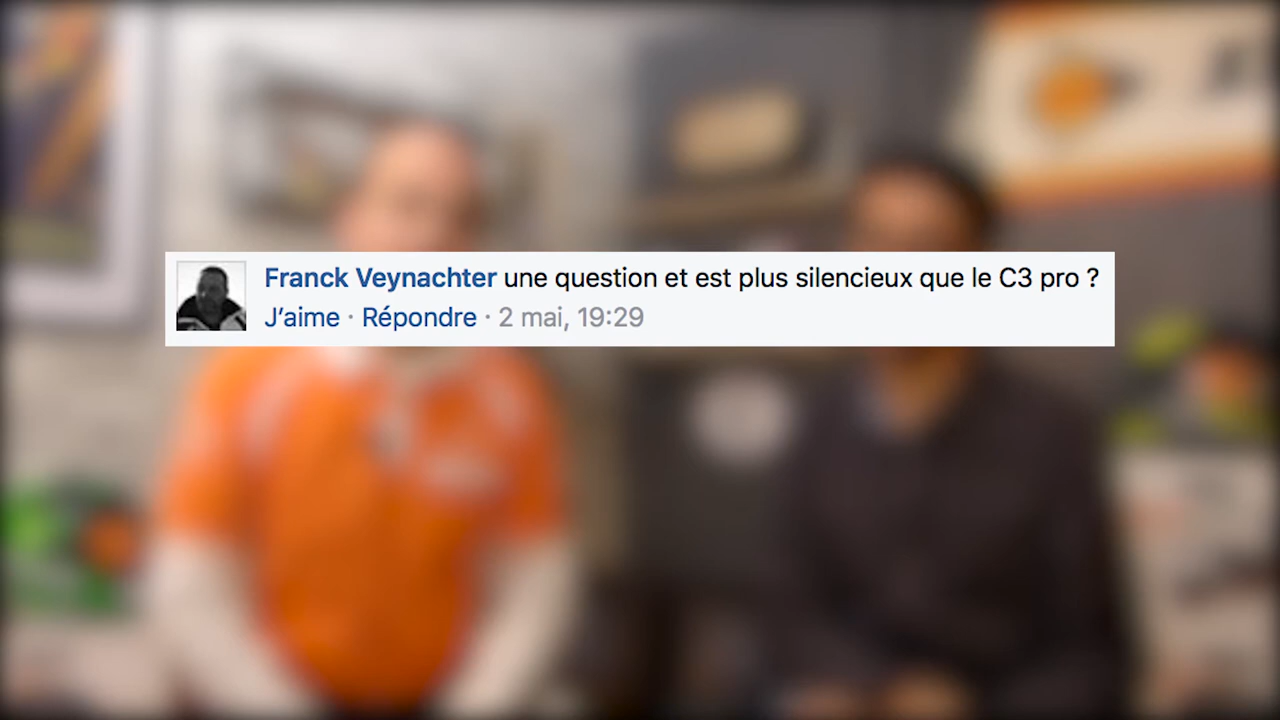 Franck Veynachter une question et est plus silencieux que le C3 pro ?
J’aime · Répondre · 2 mai, 19:29